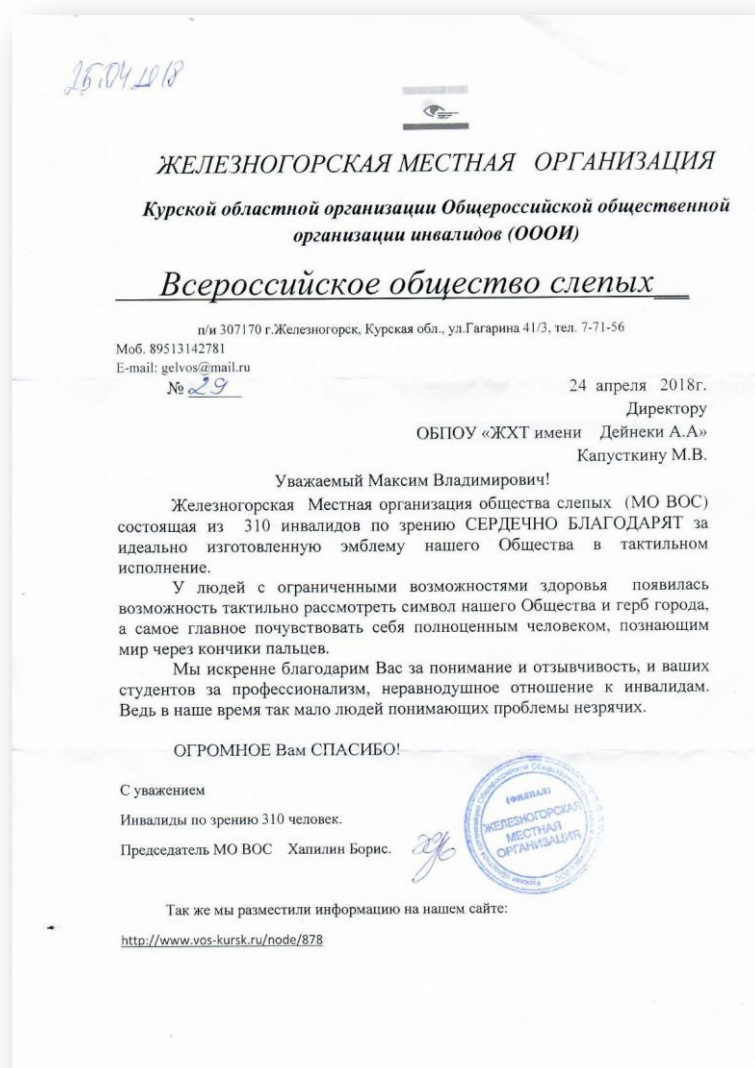 25.04.2018
ЖЕЛЕЗНОГОРСКАЯ МЕСТНАЯ ОРГАНИЗАЦИЯ
Курской областной организации Общероссийской общественной
организации инвалидов (ОООИ)
Всероссийское общество слепых
п/и 307170 г.Железногорск, Курская обл., ул.Гагарина 41/3, тел. 7-71-56
Моб. 89513142781
E-mail: gelvos@mail.ru
№ 29
24 апреля 2018г.
Директору
ОБПОУ «ЖХТ имени Дейнеки А.А»
Капусткину М.В.
Уважаемый Максим Владимирович!
Железногорская Местная организация общества слепых (МО ВОС)
состоящая из 310 инвалидов по зрению СЕРДЕЧНО БЛАГОДАРЯТ за
идеально изготовленную эмблему нашего Общества в тактильном
исполнение.
У людей с ограниченными возможностями здоровья появилась
возможность тактильно рассмотреть символ нашего Общества и герб города,
а самое главное почувствовать себя полноценным человеком, познающим
мир через кончики пальцев.
Мы искренне благодарим Вас за понимание и отзывчивость, и ваших
студентов за профессионализм, неравнодушное отношение к инвалидам.
Ведь в наше время так мало людей понимающих проблемы незрячих.
ОГРОМНОЕ Вам СПАСИБО!
С уважением
Инвалиды по зрению 310 человек.
Председатель МО ВОС Хапилин Борис.
(ФИЛИАЛ)
ЖЕЛЕЗНОГОРСКАЯ
МЕСТНАЯ
ОРГАНИЗАЦИЯ
Так же мы разместили информацию на нашем сайте:
http://www.vos-kursk.ru/node/878